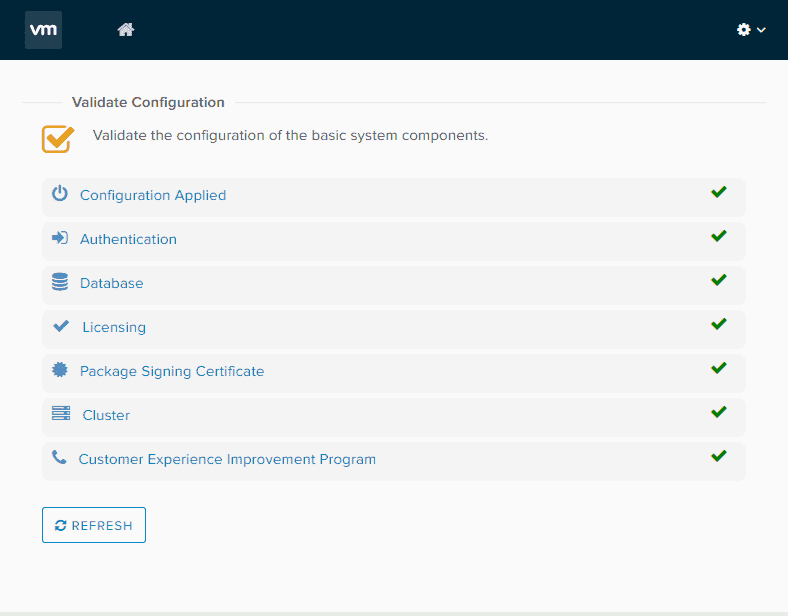 vm
Validate Configuration
Validate the configuration of the basic system components.
Configuration Applied
Authentication
Database
Licensing
Package Signing Certificate
Cluster
Customer Experience Improvement Program
REFRESH